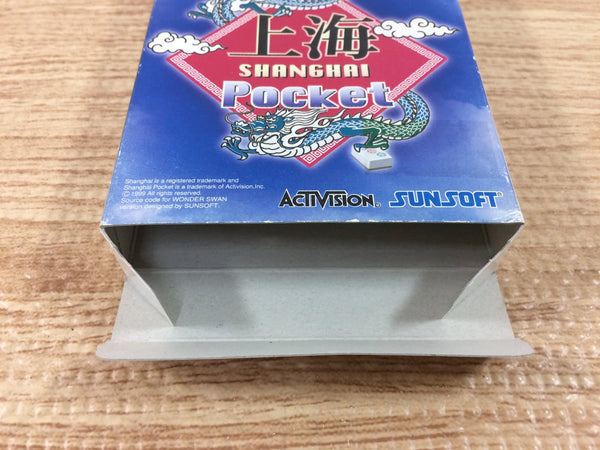 上海
SHANGHAI
Pocket
Shanghai is a registered trademark and
Shanghai Pocket is a trademark of Activision,Inc.
© 1999 All rights reserved.
Source code for WONDER SWAN
version designed by SUNSOFT.
ACTIVISION.
SUNSOFT